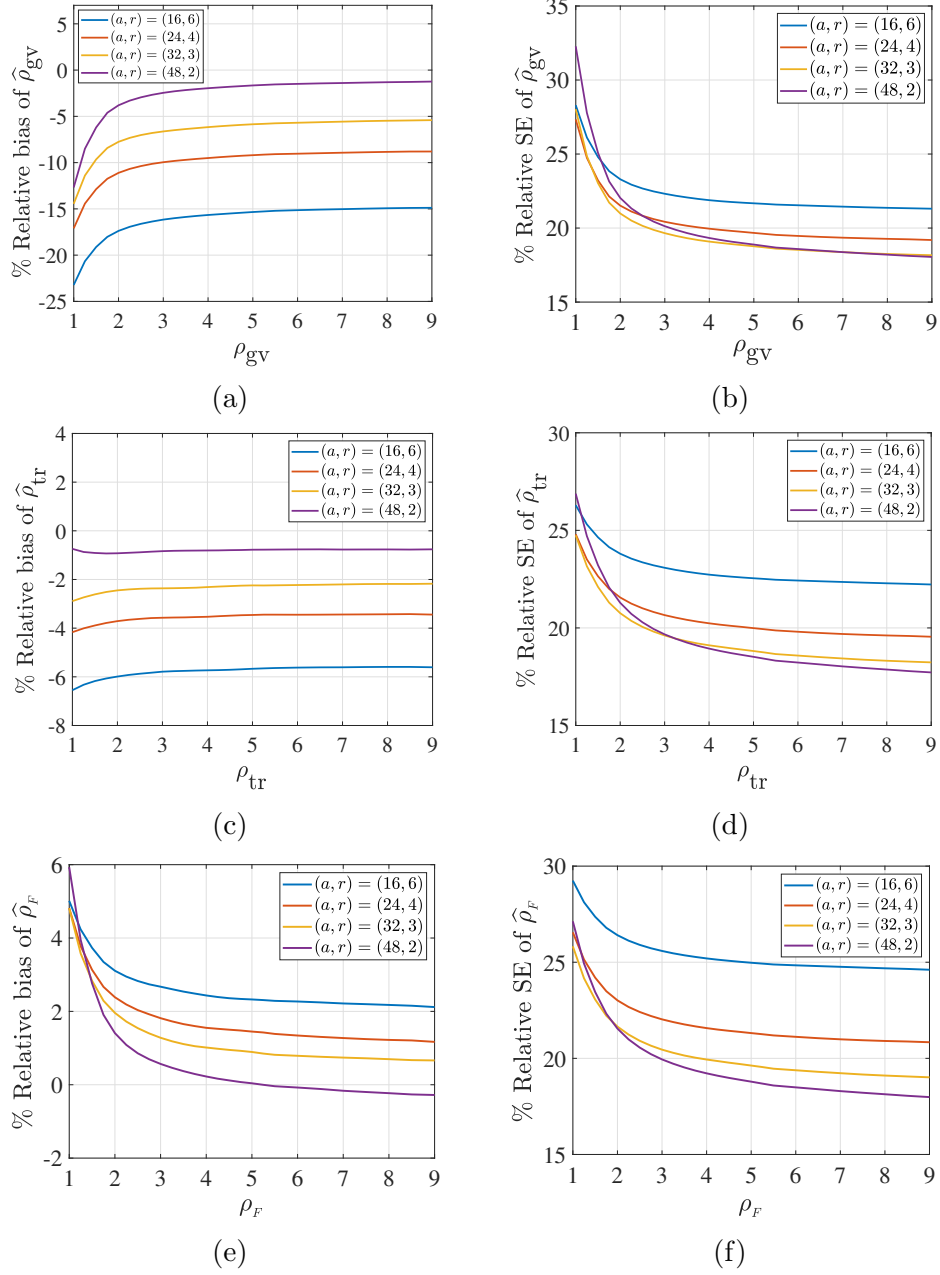 % Relative bias of ρ̂gv
5
0
-5
-10
-15
-20
-25
(a, r) = (16, 6)
(a, r) = (24, 4)
(a, r) = (32, 3)
(a, r) = (48, 2)
1 2 3 4 5 6 7 8 9
ρgv
(a)
% Relative SE of ρ̂gv
35
30
25
20
15
(a, r) = (16, 6)
(a, r) = (24, 4)
(a, r) = (32, 3)
(a, r) = (48, 2)
1 2 3 4 5 6 7 8 9
ρgv
(b)
% Relative bias of ρ̂tr
4
2
0
-2
-4
-6
-8
(a, r) = (16, 6)
(a, r) = (24, 4)
(a, r) = (32, 3)
(a, r) = (48, 2)
1 2 3 4 5 6 7 8 9
ρtr
(c)
% Relative SE of ρ̂tr
30
25
20
15
(a, r) = (16, 6)
(a, r) = (24, 4)
(a, r) = (32, 3)
(a, r) = (48, 2)
1 2 3 4 5 6 7 8 9
ρtr
(d)
% Relative bias of ρ̂F
6
4
2
0
-2
(a, r) = (16, 6)
(a, r) = (24, 4)
(a, r) = (32, 3)
(a, r) = (48, 2)
1 2 3 4 5 6 7 8 9
ρF
(e)
% Relative SE of ρ̂F
30
25
20
15
(a, r) = (16, 6)
(a, r) = (24, 4)
(a, r) = (32, 3)
(a, r) = (48, 2)
1 2 3 4 5 6 7 8 9
ρF
(f)